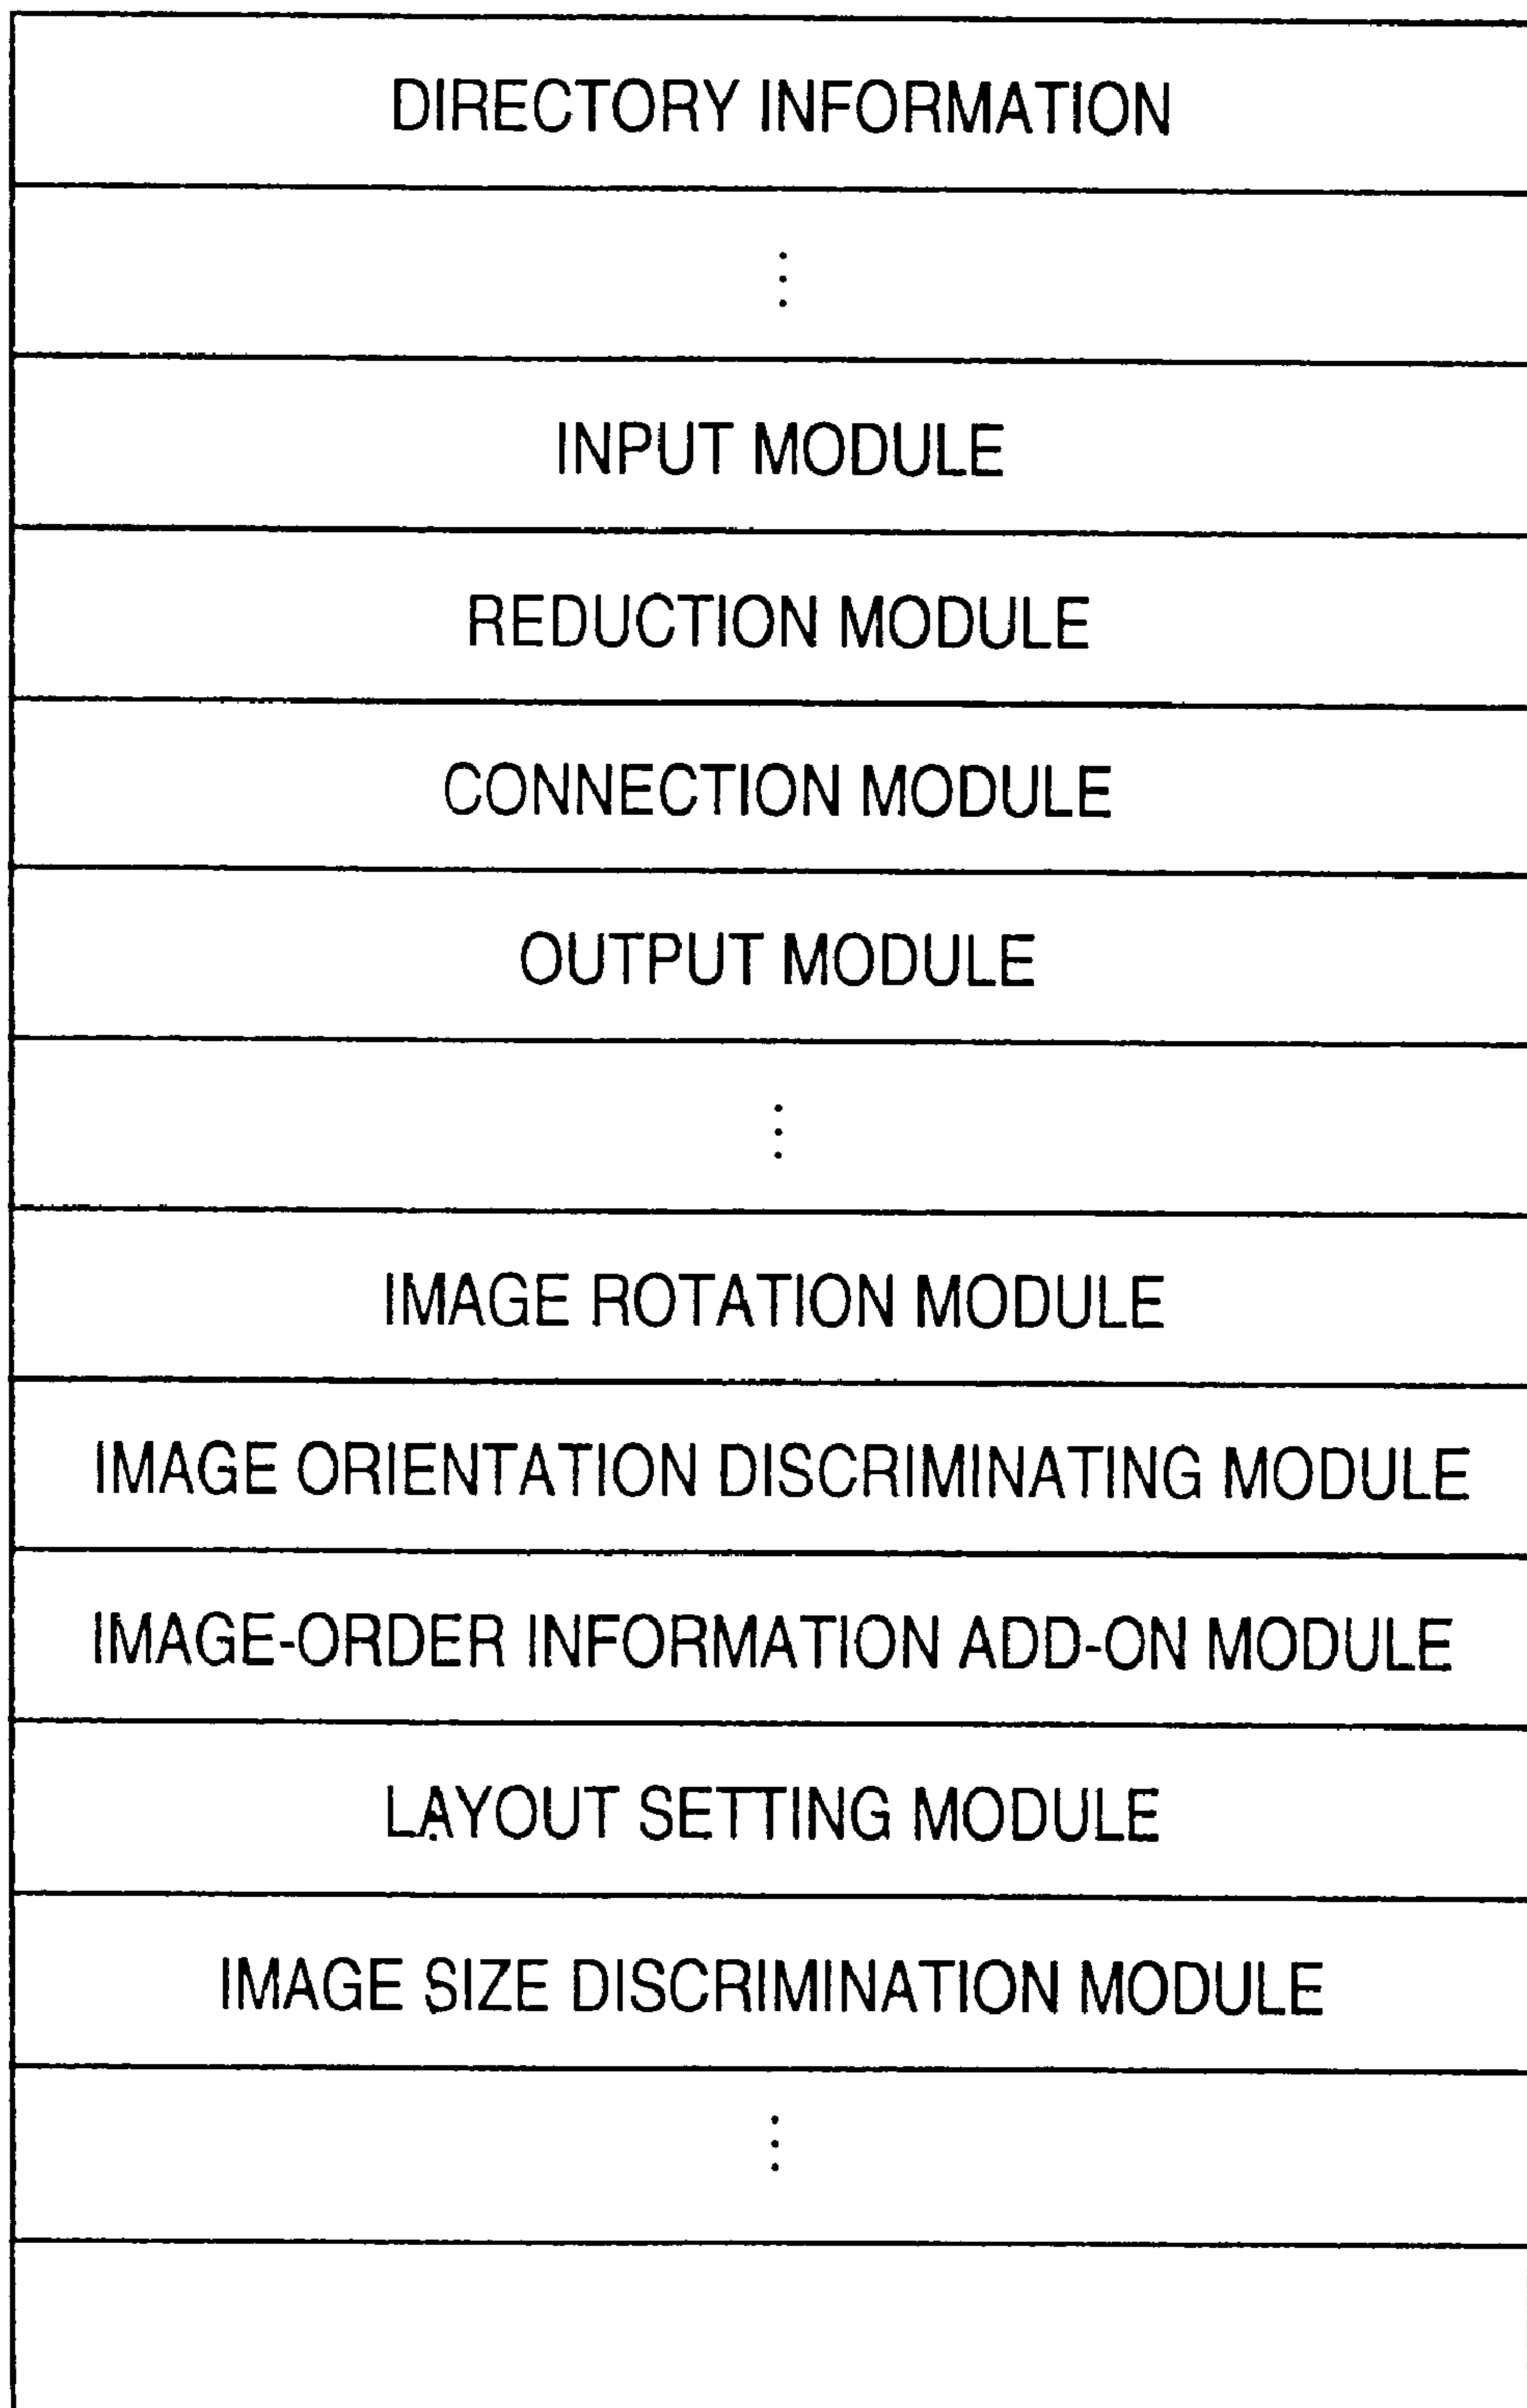 DIRECTORY INFORMATION
⋮
INPUT MODULE
REDUCTION MODULE
CONNECTION MODULE
OUTPUT MODULE
⋮
IMAGE ROTATION MODULE
IMAGE ORIENTATION DISCRIMINATING MODULE
IMAGE-ORDER INFORMATION ADD-ON MODULE
LAYOUT SETTING MODULE
IMAGE SIZE DISCRIMINATION MODULE
⋮